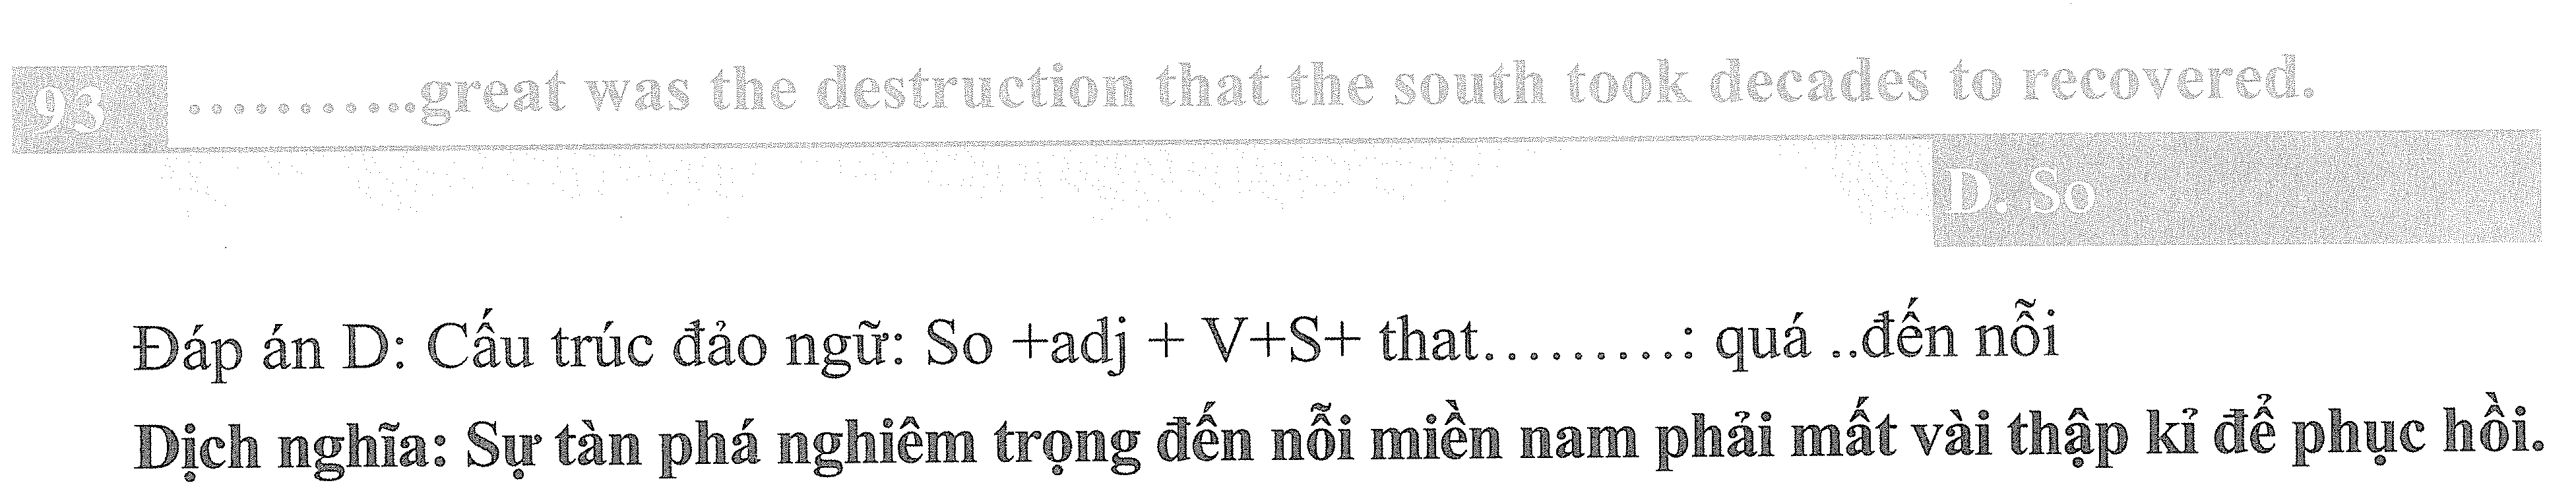 93 ...........great was the destruction that the south took decades to recovered.
D. So
Đáp án D: Cấu trúc đảo ngữ: So +adj + V+S+ that.........: quá ..đến nỗi
Dịch nghĩa: Sự tàn phá nghiêm trọng đến nỗi miền nam phải mất vài thập kỉ để phục hồi.